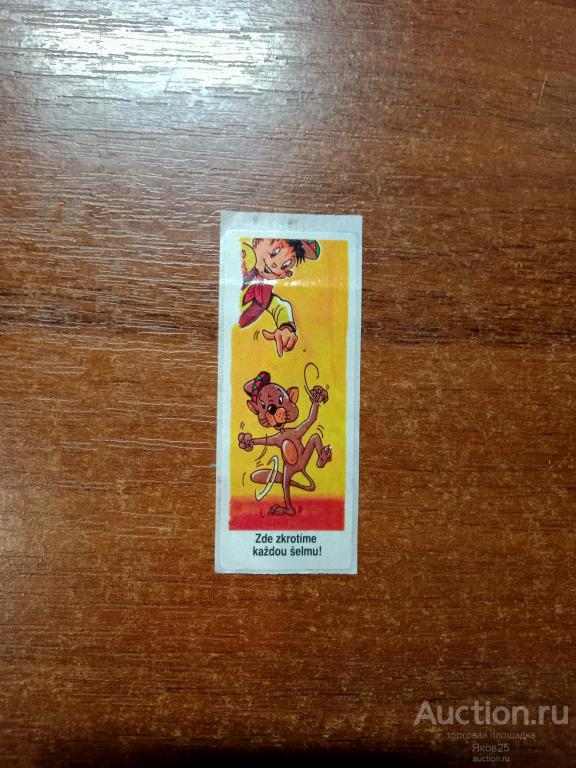 Zde zkrotíme
každou šelmu!
Auction.ru
торговая площадка
Яков25
auction.ru